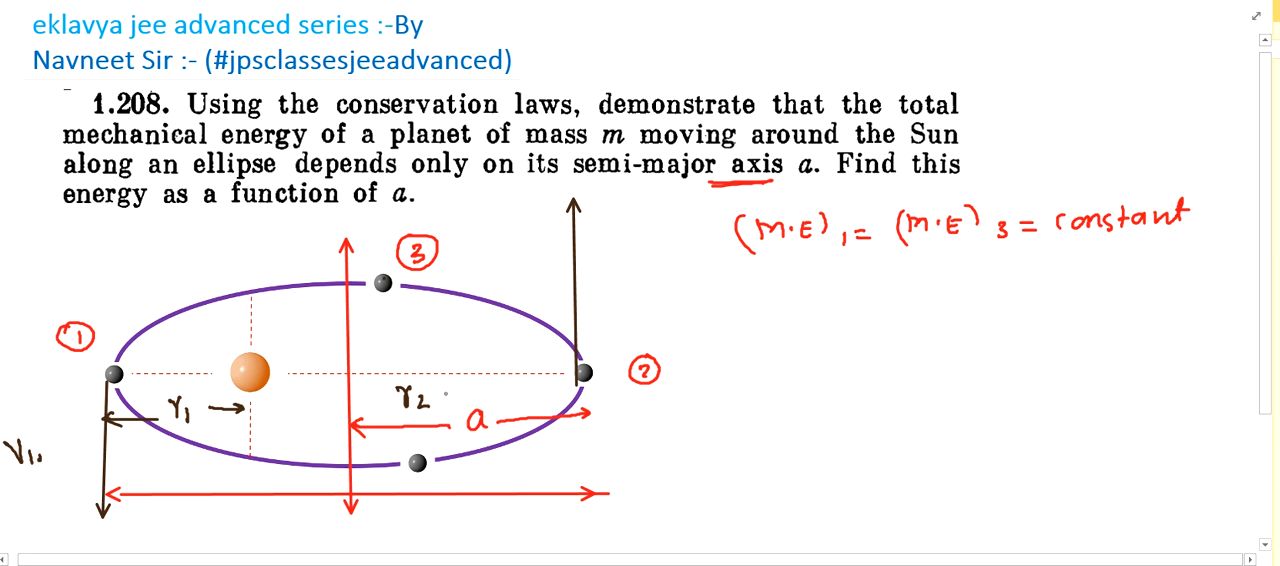 eklavya jee advanced series :-By
Navneet Sir :- (#jpsclassesjeeadvanced)
1.208. Using the conservation laws, demonstrate that the total
mechanical energy of a planet of mass m moving around the Sun
along an ellipse depends only on its semi-major axis a. Find this
energy as a function of a.
(M.E)₁ = (M.E)₃ = constant
3
1
2
r₁
r₂
a
V₁.